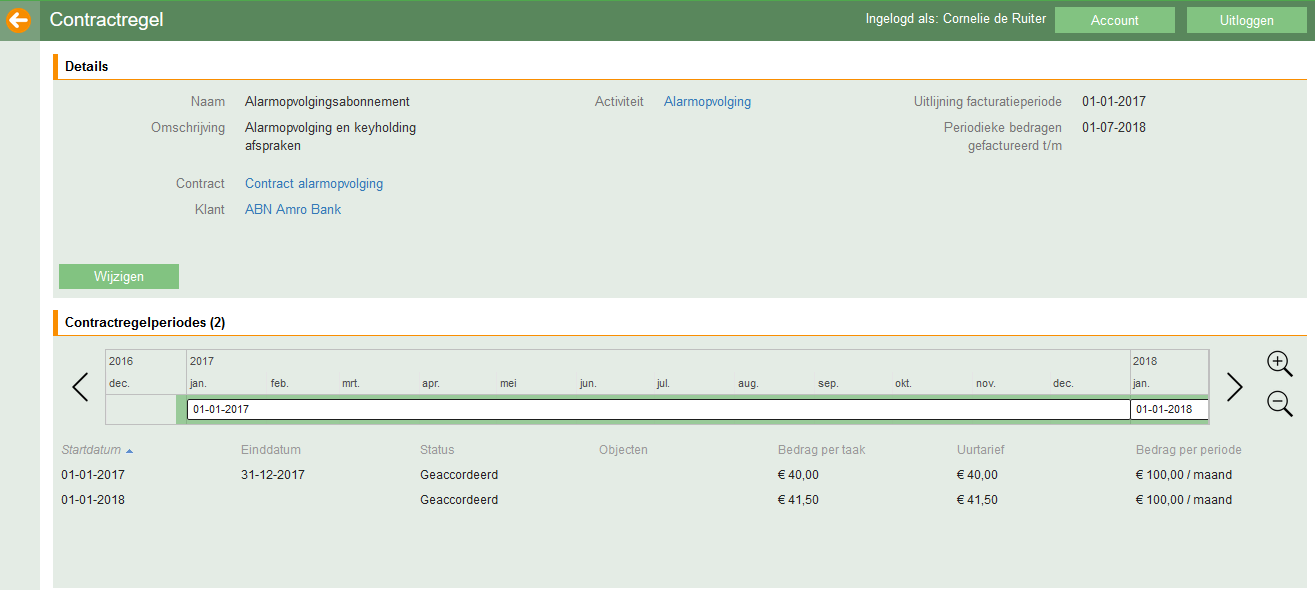 Contractregel
Ingelogd als: Cornelie de Ruiter
Account
Uitloggen
Details
Naam Alarmopvolgingsabonnement
Omschrijving Alarmopvolging en keyholding
afspraken
Contract Contract alarmopvolging
Klant ABN Amro Bank
Activiteit Alarmopvolging
Uitlijning facturatieperiode 01-01-2017
Periodieke bedragen 01-07-2018
gefactureerd t/m
Wijzigen
Contractregelperiodes (2)
2016 2017 2018
dec. jan. feb. mrt. apr. mei jun. jul. aug. sep. okt. nov. dec. jan.
01-01-2017 01-01-2018
Startdatum Einddatum Status Objecten Bedrag per taak Uurtarief Bedrag per periode
01-01-2017 31-12-2017 Geaccordeerd € 40,00 € 40,00 € 100,00 / maand
01-01-2018 Geaccordeerd € 41,50 € 41,50 € 100,00 / maand